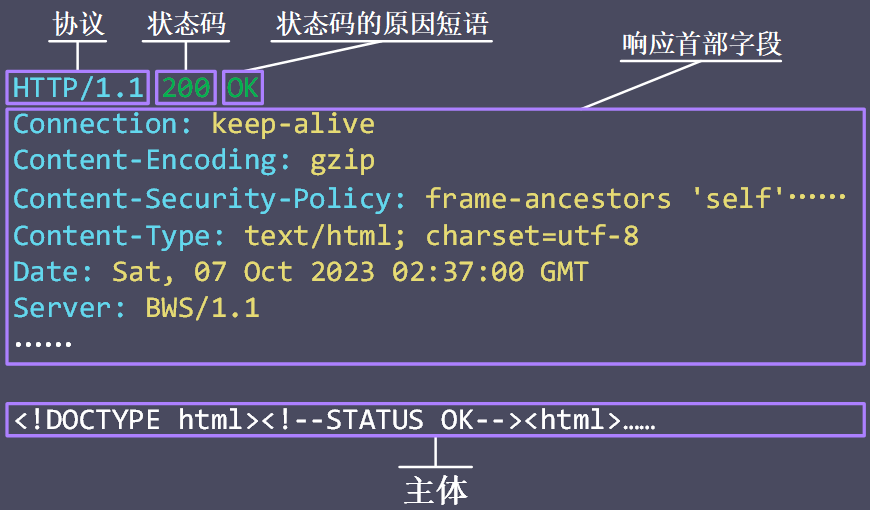 协议 状态码 状态码的原因短语
响应首部字段
HTTP/1.1 200 OK
Connection: keep-alive
Content-Encoding: gzip
Content-Security-Policy: frame-ancestors 'self'……
Content-Type: text/html; charset=utf-8
Date: Sat, 07 Oct 2023 02:37:00 GMT
Server: BWS/1.1
……
<!DOCTYPE html><!--STATUS OK--><html>……
主体